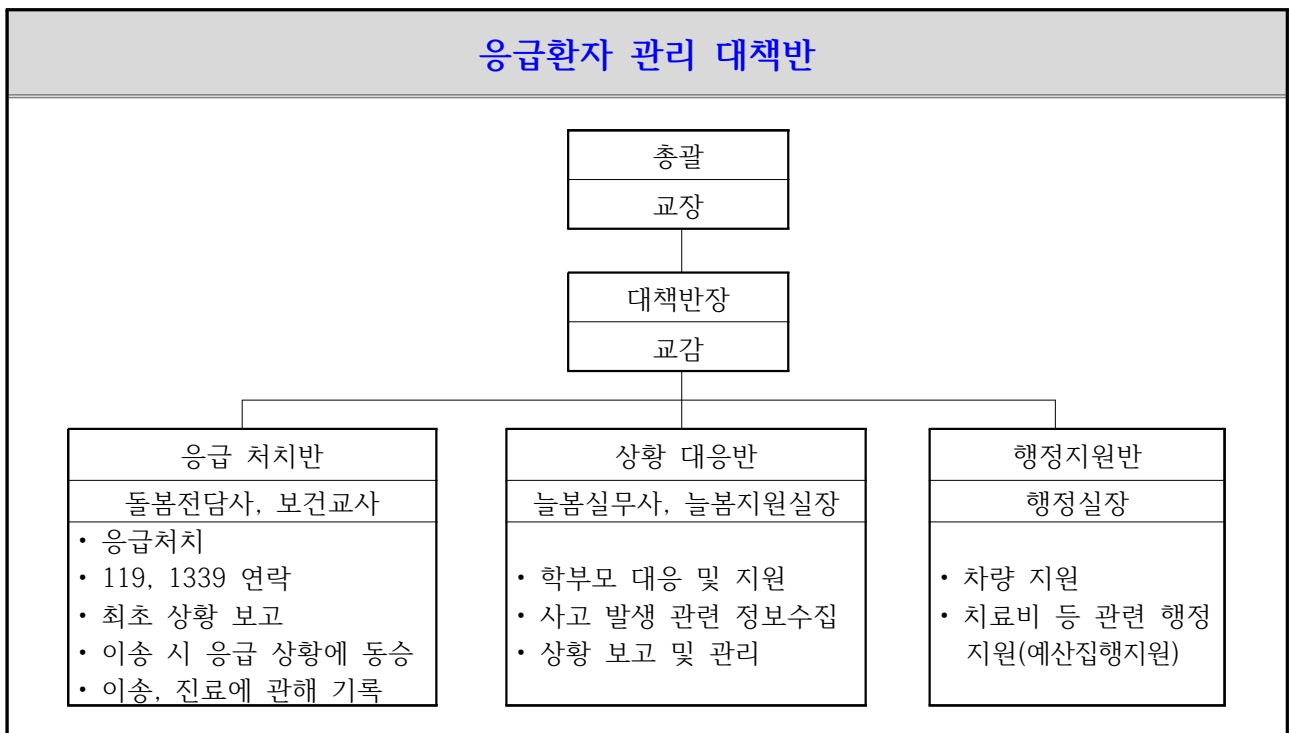 응급환자 관리 대책반
총괄
교장
대책반장
교감
응급 처치반
돌봄전담사, 보건교사
• 응급처치
• 119, 1339 연락
• 최초 상황 보고
• 이송 시 응급 상황에 동승
• 이송, 진료에 관해 기록
상황 대응반
늘봄실무사, 늘봄지원실장
• 학부모 대응 및 지원
• 사고 발생 관련 정보수집
• 상황 보고 및 관리
행정지원반
행정실장
• 차량 지원
• 치료비 등 관련 행정
지원(예산집행지원)